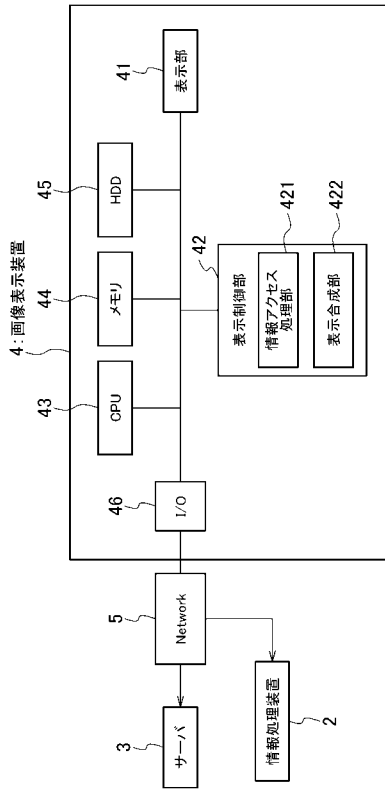 4：画像表示装置
43
CPU
44
メモリ
45
HDD
41
表示部
46
I/O
42
表示制御部
421
情報アクセス
処理部
422
表示合成部
5
Network
3
サーバ
2
情報処理装置